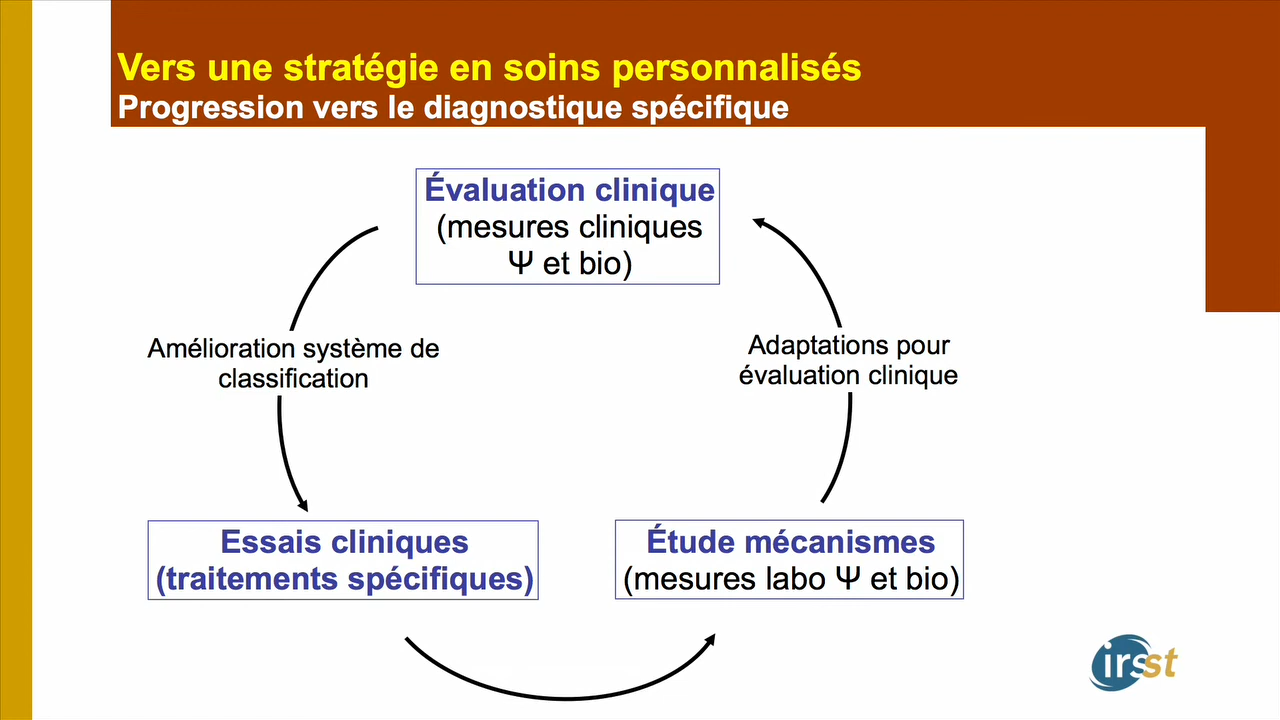 Vers une stratégie en soins personnalisés
Progression vers le diagnostique spécifique
Évaluation clinique
(mesures cliniques
Ψ et bio)
Amélioration système de
classification
Adaptations pour
évaluation clinique
Essais cliniques
(traitements spécifiques)
Étude mécanismes
(mesures labo Ψ et bio)
irsst